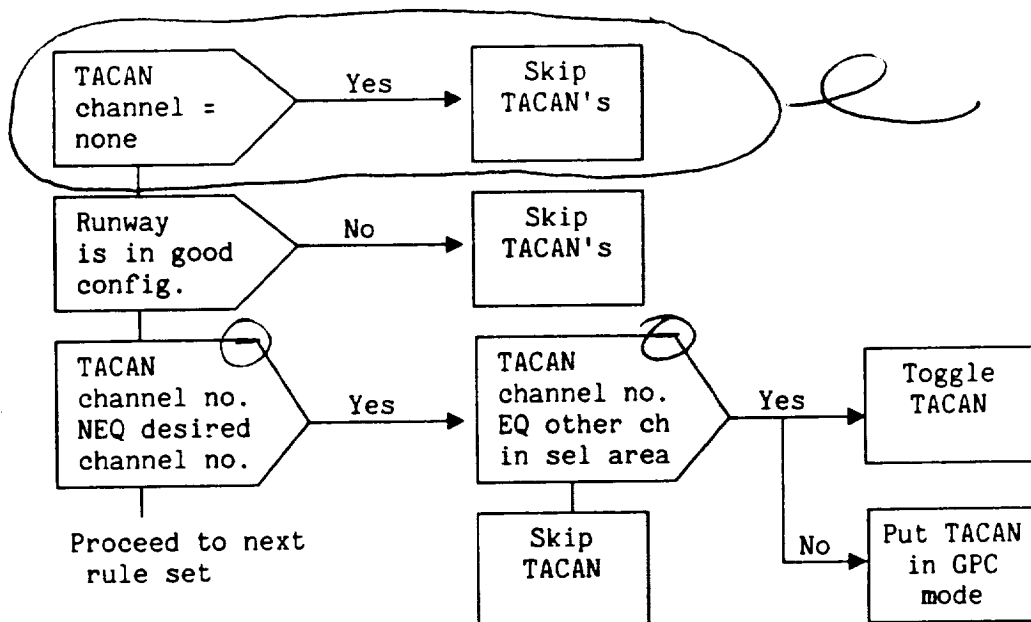 TACAN
channel =
none
Yes
Skip
TACAN's
Runway
is in good
config.
No
Skip
TACAN's
TACAN
channel no.
NEQ desired
channel no.
Yes
TACAN
channel no.
EQ other ch
in sel area
Yes
Toggle
TACAN
Proceed to next
rule set
Skip
TACAN
No
Put TACAN
in GPC
mode